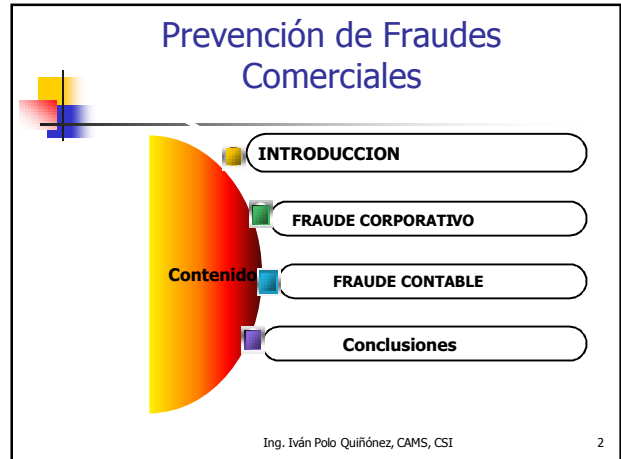 Prevención de Fraudes
Comerciales
INTRODUCCION
FRAUDE CORPORATIVO
Contenido
FRAUDE CONTABLE
Conclusiones
Ing. Iván Polo Quiñónez, CAMS, CSI
2